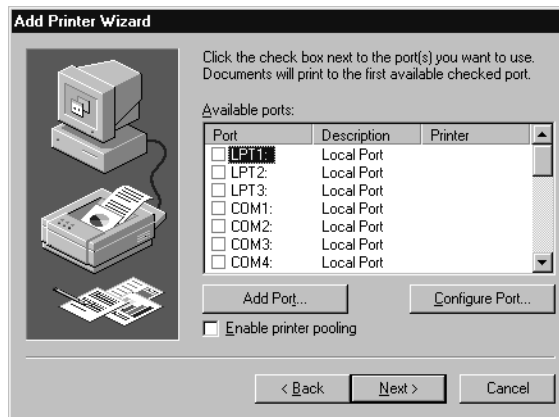 Add Printer Wizard
Click the check box next to the port(s) you want to use.
Documents will print to the first available checked port.
Available ports:
Port Description Printer
LPT1: Local Port
LPT2: Local Port
LPT3: Local Port
COM1: Local Port
COM2: Local Port
COM3: Local Port
COM4: Local Port
Add Port... Configure Port...
Enable printer pooling
< Back Next > Cancel